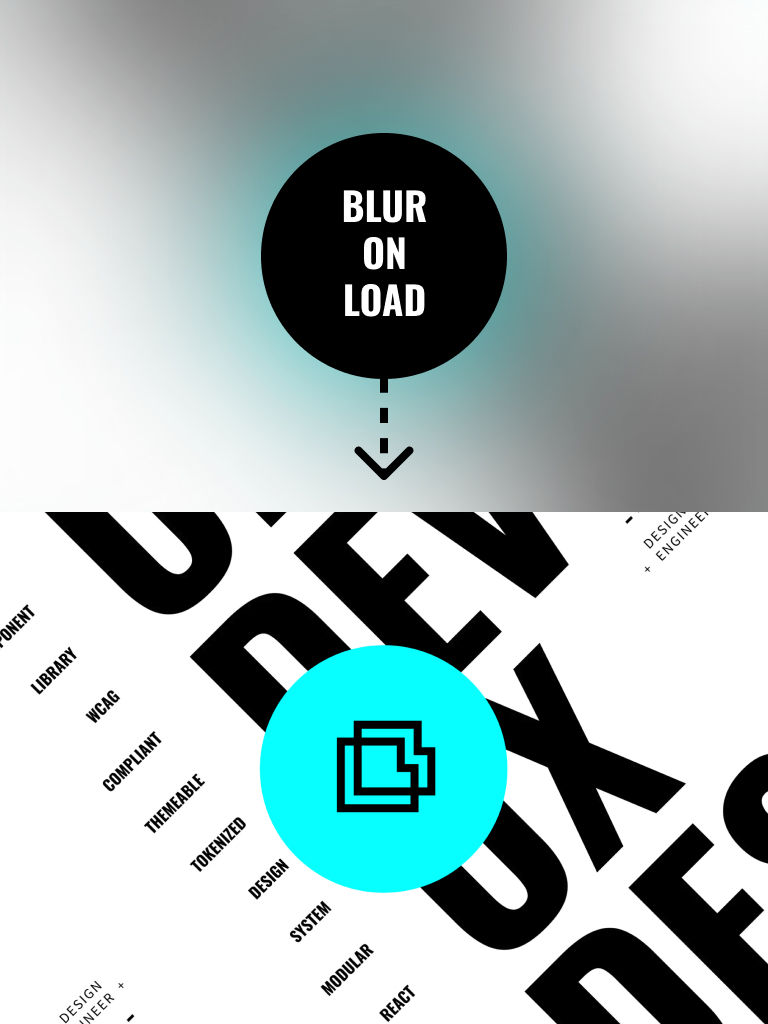 BLUR
ON
LOAD
DESIGN
+ ENGINEER
DEV
UX
PONENT
LIBRARY
WCAG
COMPLIANT
THEMEABLE
TOKENIZED
DESIGN
SYSTEM
MODULAR
REACT
DES
DESIGN
NEER +